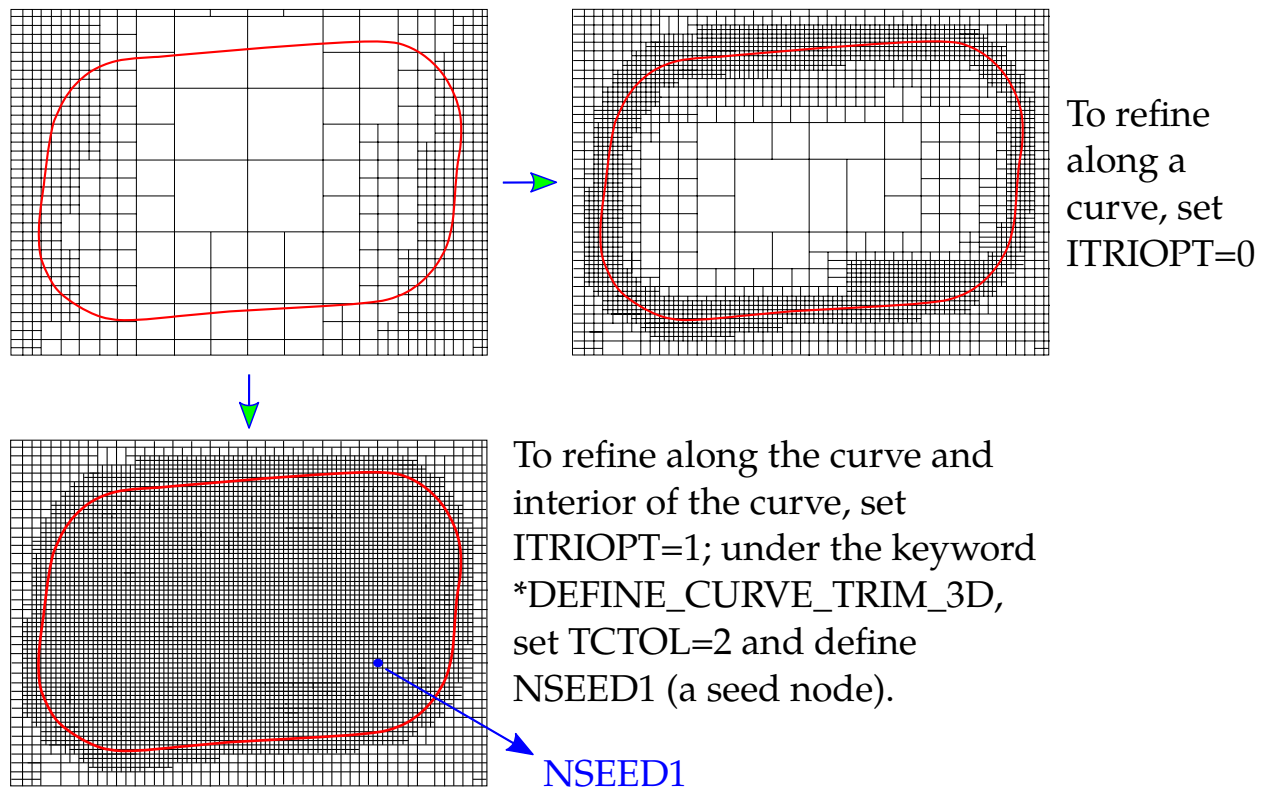 To refine
along a
curve, set
ITRIOPT=0
To refine along the curve and
interior of the curve, set
ITRIOPT=1; under the keyword
*DEFINE_CURVE_TRIM_3D,
set TCTOL=2 and define
NSEED1 (a seed node).
NSEED1